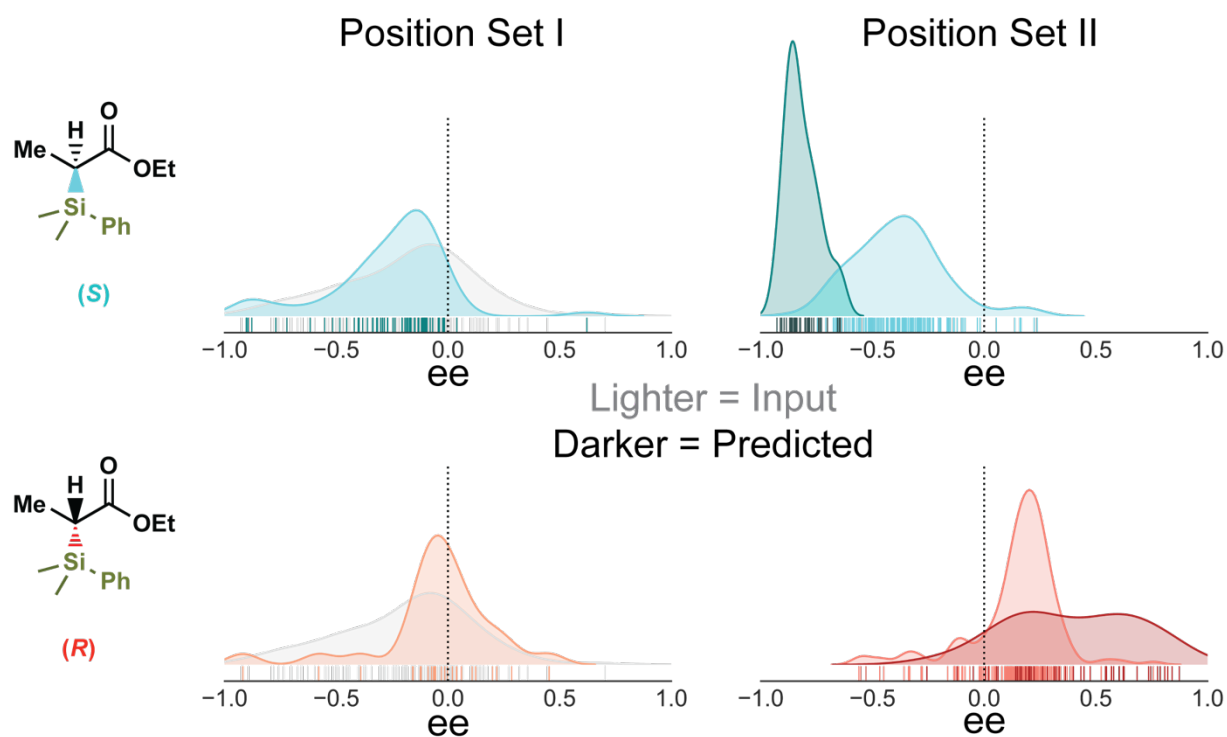 Position Set I
Position Set II
H
O
Me
OEt
Si
Ph
(S)
−1.0 −0.5 0.0 0.5 1.0
ee
−1.0 −0.5 0.0 0.5 1.0
ee
Lighter = Input
Darker = Predicted
H
O
Me
OEt
Si
Ph
(R)
−1.0 −0.5 0.0 0.5 1.0
ee
−1.0 −0.5 0.0 0.5 1.0
ee